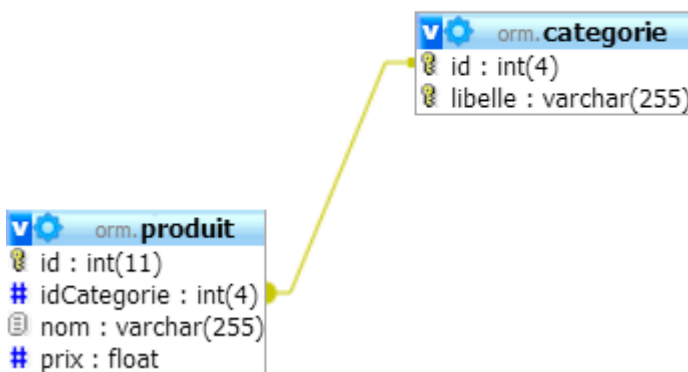 orm.categorie
id : int(4)
libelle : varchar(255)
orm.produit
id : int(11)
idCategorie : int(4)
nom : varchar(255)
prix : float